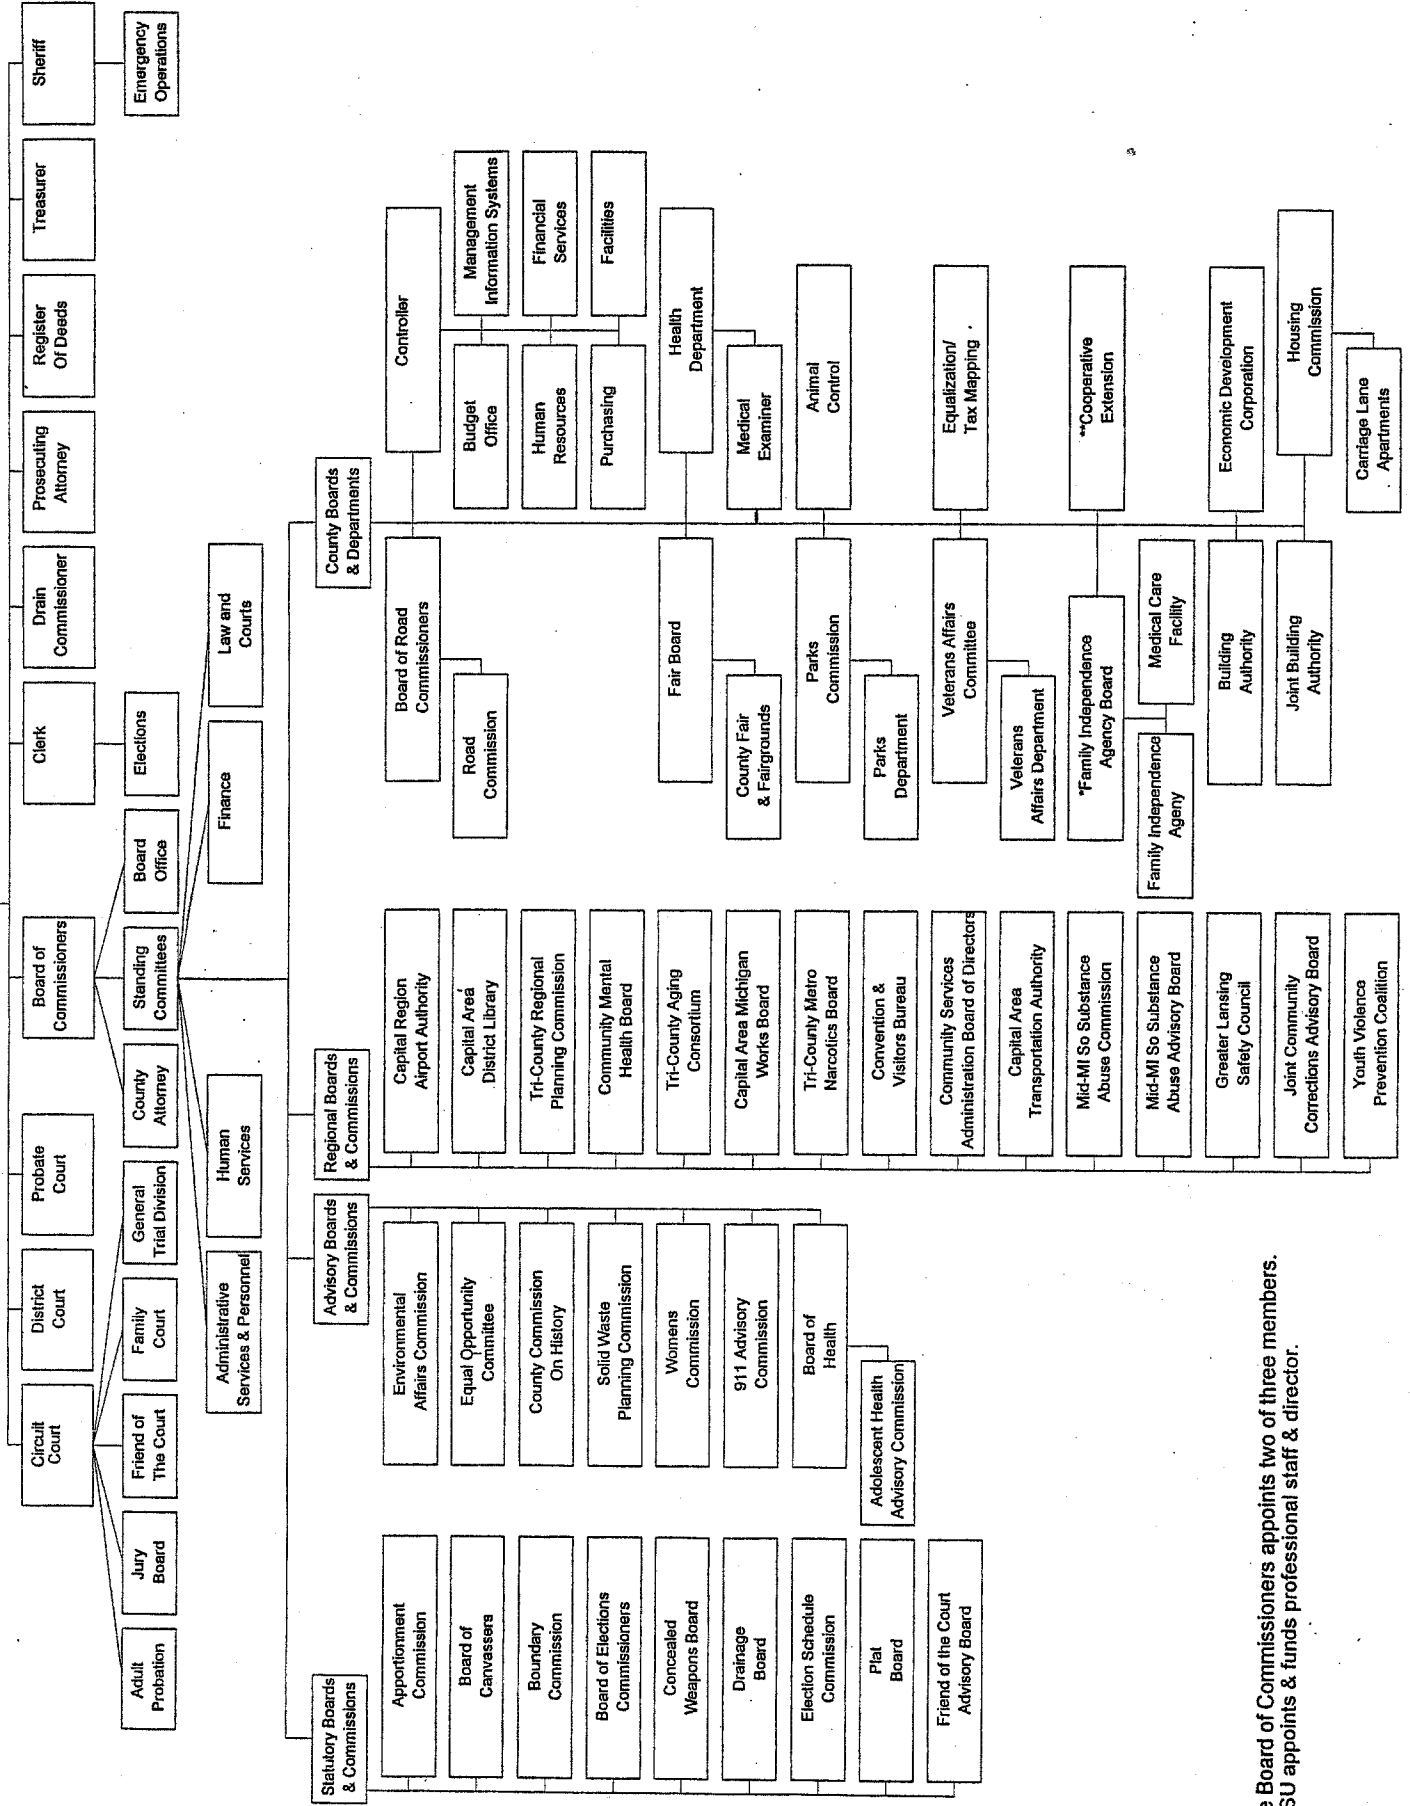 Circuit
Court
District
Court
Probate
Court
Board of
Commissioners
Clerk
Drain
Commissioner
Prosecuting
Attorney
Register
Of Deeds
Treasurer
Sheriff
Adult
Probation
Jury
Board
Friend of
The Court
Family
Court
General
Trial Division
County
Attorney
Standing
Committees
Board
Office
Elections
Emergency
Operations
Administrative
Services & Personnel
Human
Services
Finance
Law and
Courts
Statutory Boards
& Commissions
Apportionment
Commission
Board of
Canvassers
Boundary
Commission
Board of Elections
Commissioners
Concealed
Weapons Board
Drainage
Board
Election Schedule
Commission
Plat
Board
Friend of the Court
Advisory Board
Advisory Boards
& Commissions
Environmental
Affairs Commission
Equal Opportunity
Committee
County Commission
On History
Solid Waste
Planning Commission
Womens
Commission
911 Advisory
Commission
Board of
Health
Adolescent Health
Advisory Commission
Regional Boards
& Commissions
Capital Region
Airport Authority
Capital Area
District Library
Tri-County Regional
Planning Commission
Community Mental
Health Board
Tri-County Aging
Consortium
Capital Area Michigan
Works Board
Tri-County Metro
Narcotics Board
Convention &
Visitors Bureau
Community Services
Administration Board of Directors
Capital Area
Transportation Authority
Mid-MI So Substance
Abuse Commission
Mid-MI So Substance
Abuse Advisory Board
Greater Lansing
Safety Council
Joint Community
Corrections Advisory Board
Youth Violence
Prevention Coalition
County Boards
& Departments
Board of Road
Commissioners
Road
Commission
Controller
Budget
Office
Management
Information Systems
Human
Resources
Financial
Services
Purchasing
Facilities
Fair Board
County Fair
& Fairgrounds
Health
Department
Medical
Examiner
Parks
Commission
Parks
Department
Animal
Control
Veterans Affairs
Committee
Veterans
Affairs Department
Equalization/
Tax Mapping
*Family Independence
Agency Board
Family Independence
Ageny
Medical Care
Facility
**Cooperative
Extension
Building
Authority
Economic Development
Corporation
Joint Building
Authority
Housing
Commission
Carriage Lane
Apartments
Board of Commissioners appoints two of three members.
SU appoints & funds professional staff & director.